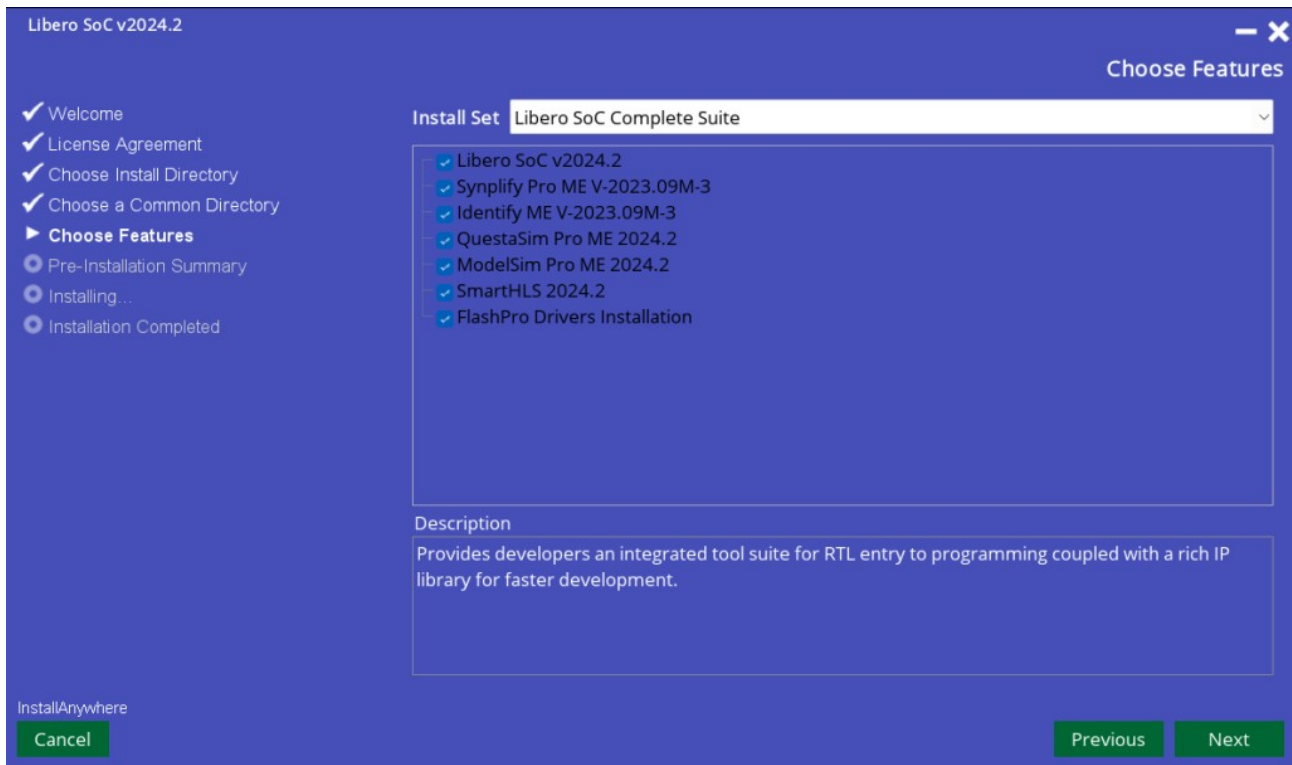 Libero SoC v2024.2
Choose Features
Welcome
License Agreement
Choose Install Directory
Choose a Common Directory
Choose Features
Pre-Installation Summary
Installing...
Installation Completed
Install Set Libero SoC Complete Suite
Libero SoC v2024.2
Synplify Pro ME V-2023.09M-3
Identify ME V-2023.09M-3
QuestaSim Pro ME 2024.2
ModelSim Pro ME 2024.2
SmartHLS 2024.2
FlashPro Drivers Installation
Description
Provides developers an integrated tool suite for RTL entry to programming coupled with a rich IP
library for faster development.
InstallAnywhere
Cancel
Previous
Next